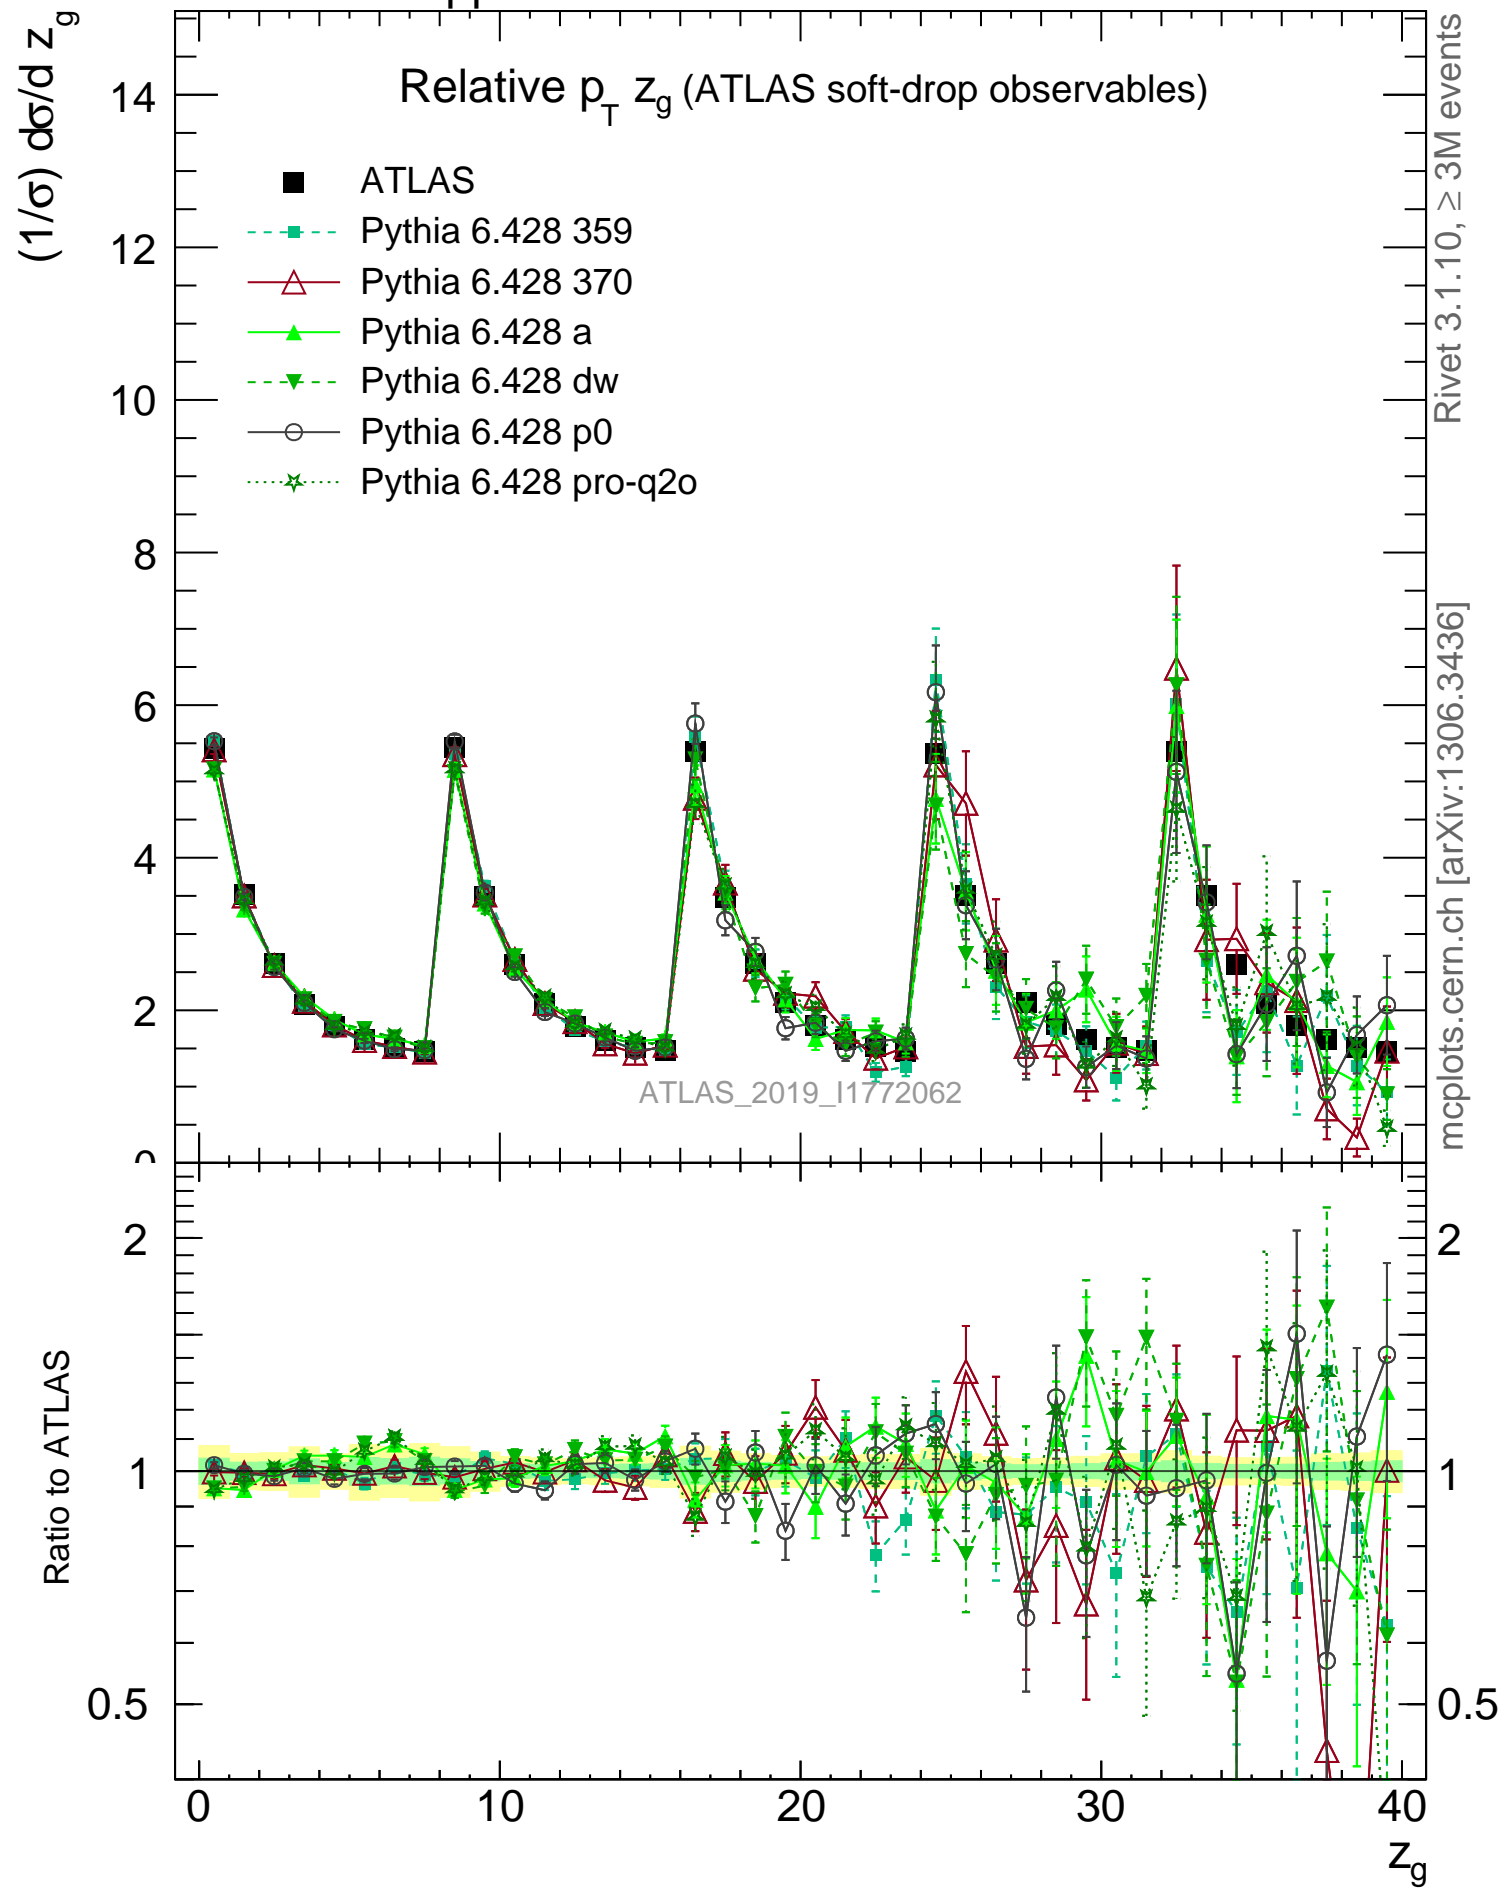 pp
(1/σ) dσ/d z_g
Relative p_T z_g (ATLAS soft-drop observables)
ATLAS
Pythia 6.428 359
Pythia 6.428 370
Pythia 6.428 a
Pythia 6.428 dw
Pythia 6.428 p0
Pythia 6.428 pro-q2o
14
12
10
8
6
4
2
0
ATLAS_2019_I1772062
Rivet 3.1.10, ≥ 3M events
mcplots.cern.ch [arXiv:1306.3436]
Ratio to ATLAS
2
1
0.5
2
1
0.5
0 10 20 30 40
z_g